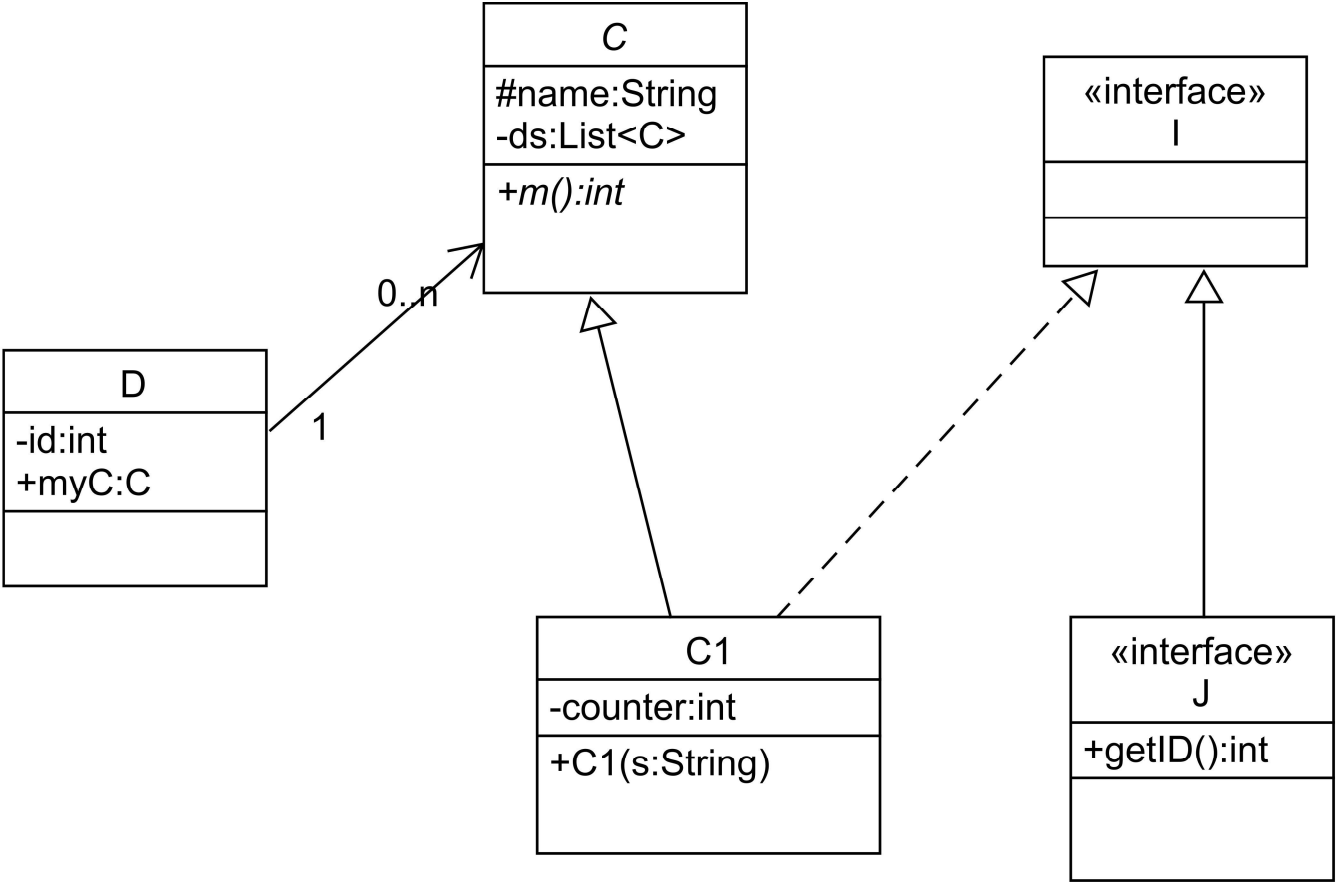 C
#name:String
-ds:List<C>
+m():int
«interface»
I
0..n
1
D
-id:int
+myC:C
C1
-counter:int
+C1(s:String)
«interface»
J
+getID():int